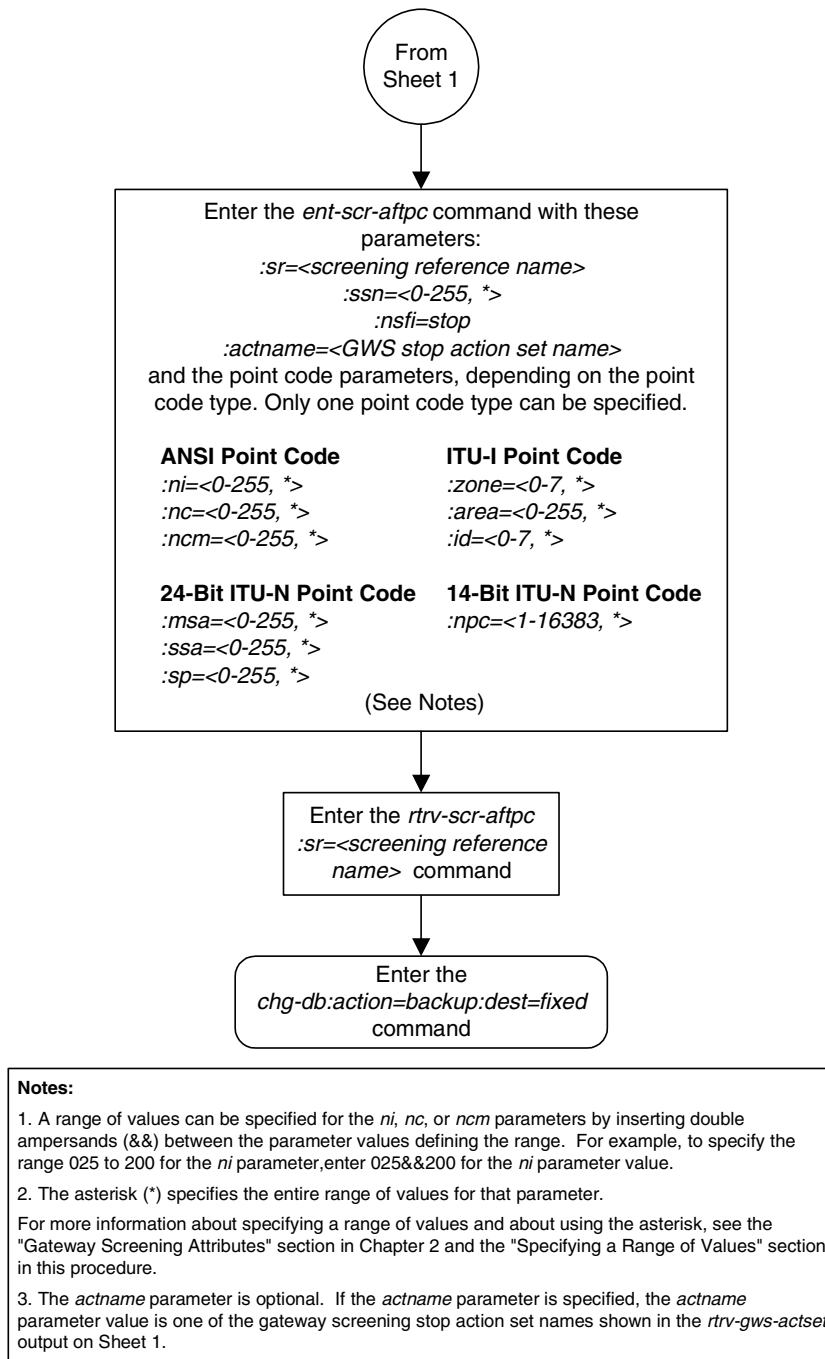 From
Sheet 1
Enter the ent-scr-aftpc command with these
parameters:
:sr=<screening reference name>
:ssn=<0-255, *>
:nsfi=stop
:actname=<GWS stop action set name>
and the point code parameters, depending on the point
code type. Only one point code type can be specified.
ANSI Point Code
:ni=<0-255, *>
:nc=<0-255, *>
:ncm=<0-255, *>
ITU-I Point Code
:zone=<0-7, *>
:area=<0-255, *>
:id=<0-7, *>
24-Bit ITU-N Point Code
:msa=<0-255, *>
:ssa=<0-255, *>
:sp=<0-255, *>
14-Bit ITU-N Point Code
:npc=<1-16383, *>
(See Notes)
Enter the rtrv-scr-aftpc
:sr=<screening reference
name> command
Enter the
chg-db:action=backup:dest=fixed
command
Notes:
1. A range of values can be specified for the ni, nc, or ncm parameters by inserting double
ampersands (&&) between the parameter values defining the range. For example, to specify the
range 025 to 200 for the ni parameter,enter 025&&200 for the ni parameter value.
2. The asterisk (*) specifies the entire range of values for that parameter.
For more information about specifying a range of values and about using the asterisk, see the
"Gateway Screening Attributes" section in Chapter 2 and the "Specifying a Range of Values" section
in this procedure.
3. The actname parameter is optional. If the actname parameter is specified, the actname
parameter value is one of the gateway screening stop action set names shown in the rtrv-gws-actset
output on Sheet 1.